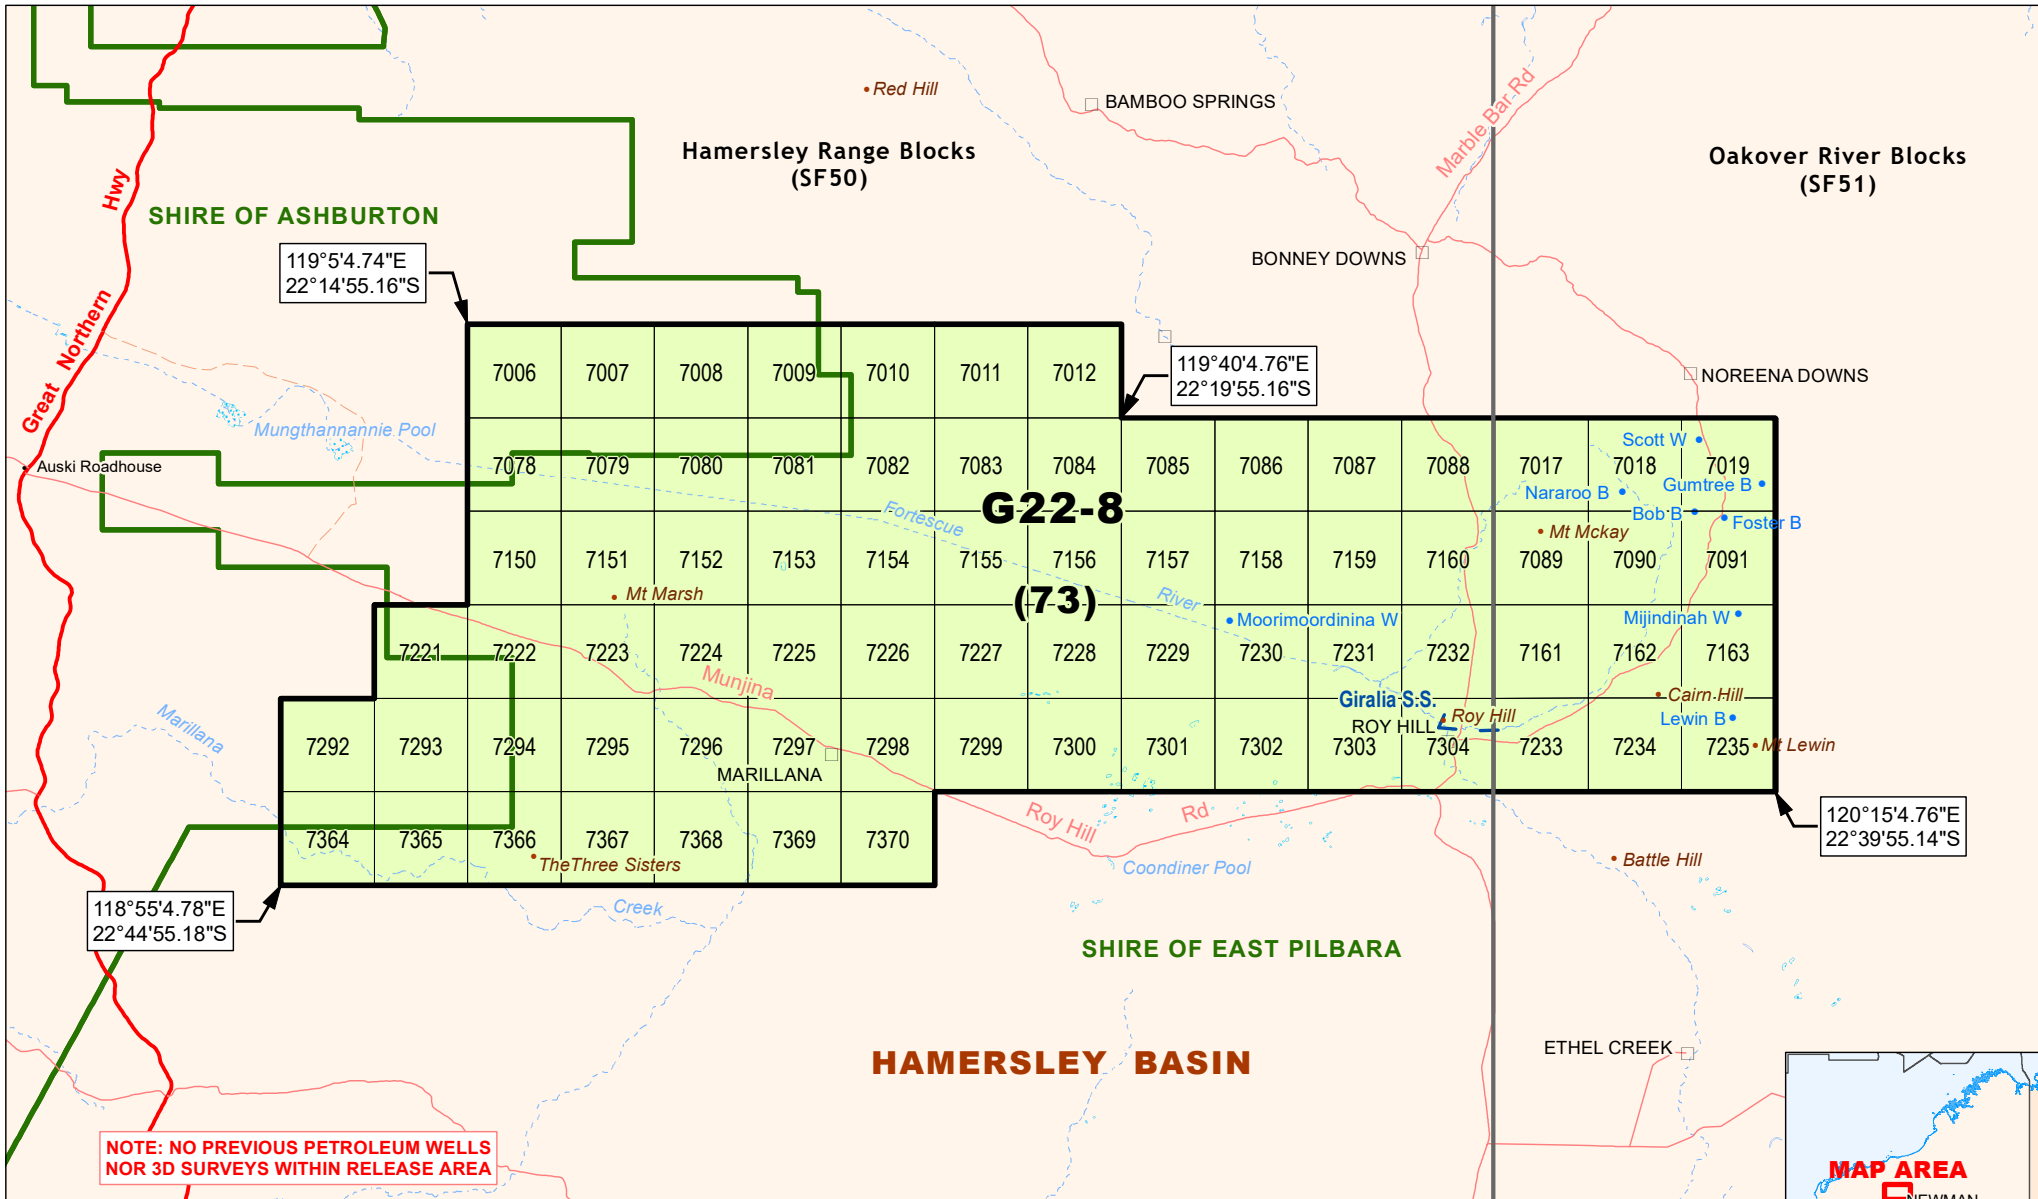 Red Hill
BAMBOO SPRINGS
Marble Bar Rd
Hamersley Range Blocks
(SF50)
Oakover River Blocks
(SF51)
Great Northern Hwy
SHIRE OF ASHBURTON
119°5'4.74"E
22°14'55.16"S
BONNEY DOWNS
119°40'4.76"E
22°19'55.16"S
NOREENA DOWNS
7006 7007 7008 7009 7010 7011 7012
Mungthannannie Pool
Auski Roadhouse
Scott W
7078 7079 7080 7081 7082 7083 7084 7085 7086 7087 7088 7017 7018 7019
Nararoo B
Gumtree B
G22-8
Fortescue
Bob B
Foster B
Mt Mckay
7150 7151 7152 7153 7154 7155 7156 7157 7158 7159 7160 7089 7090 7091
Mt Marsh
(73)
River
Moorimoordinina W
Mijindinah W
7221 7222 7223 7224 7225 7226 7227 7228 7229 7230 7231 7232 7161 7162 7163
Munjina
Giralia S.S.
Cairn Hill
Marillana
ROY HILL
Roy Hill
Lewin B
7292 7293 7294 7295 7296 7297 7298 7299 7300 7301 7302 7303 7304 7233 7234 7235
Mt Lewin
MARILLANA
Roy Hill
Rd
120°15'4.76"E
22°39'55.14"S
7364 7365 7366 7367 7368 7369 7370
TheThree Sisters
Coondiner Pool
Battle Hill
118°55'4.78"E
22°44'55.18"S
Creek
SHIRE OF EAST PILBARA
HAMERSLEY BASIN
ETHEL CREEK
NOTE: NO PREVIOUS PETROLEUM WELLS
NOR 3D SURVEYS WITHIN RELEASE AREA
MAP AREA
NEWMAN